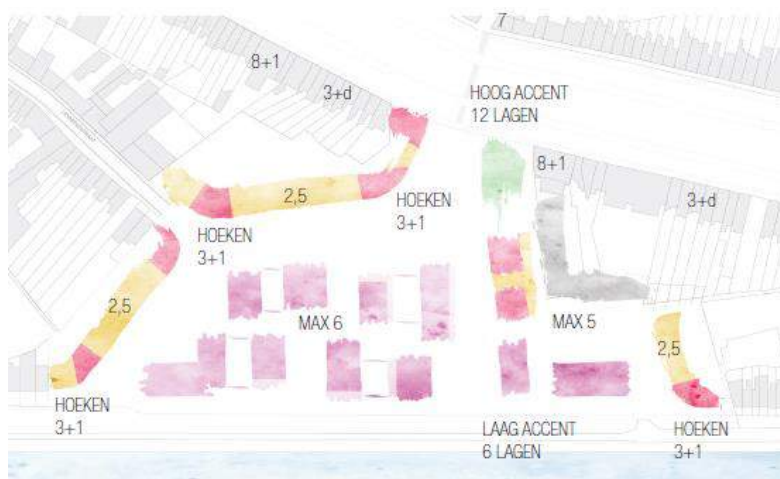 7
8+1
3+d
HOOG ACCENT
12 LAGEN
8+1
3+d
2,5
HOEKEN
3+1
HOEKEN
3+1
2,5
MAX 6
MAX 5
2,5
HOEKEN
3+1
LAAG ACCENT
6 LAGEN
HOEKEN
3+1